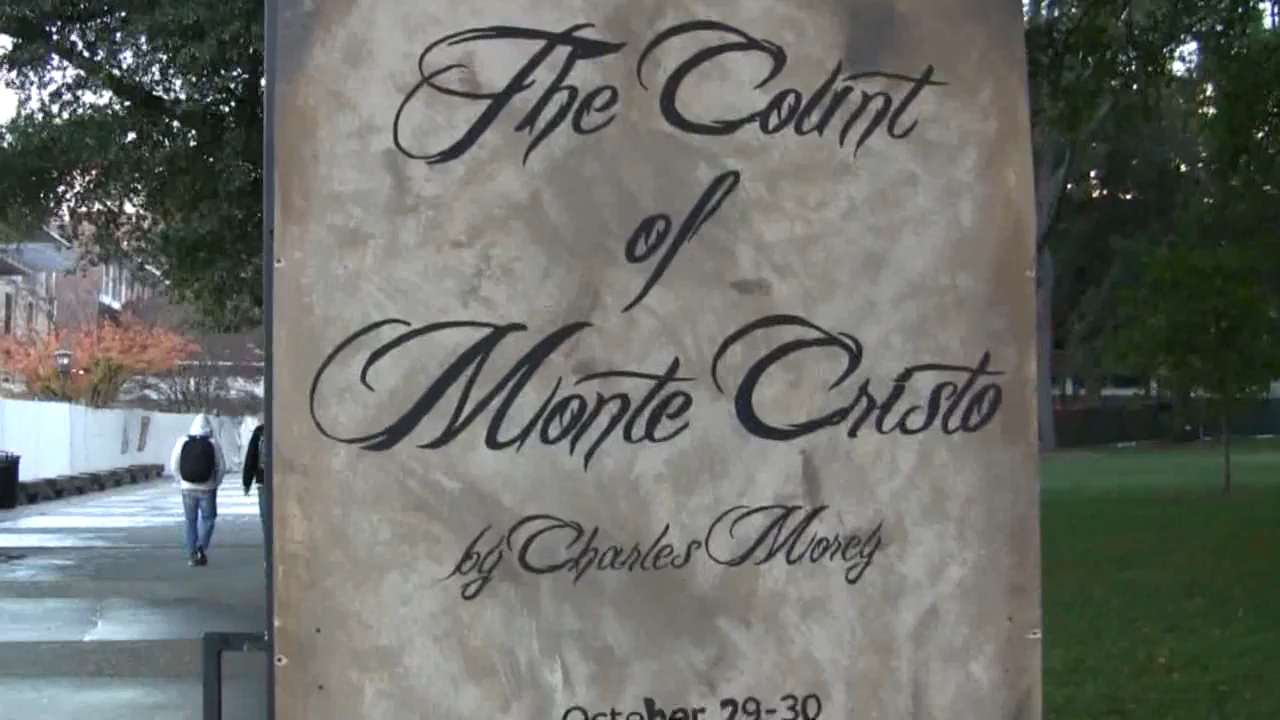 The Count
of
Monte Cristo
by Charles Morey
October 29-30